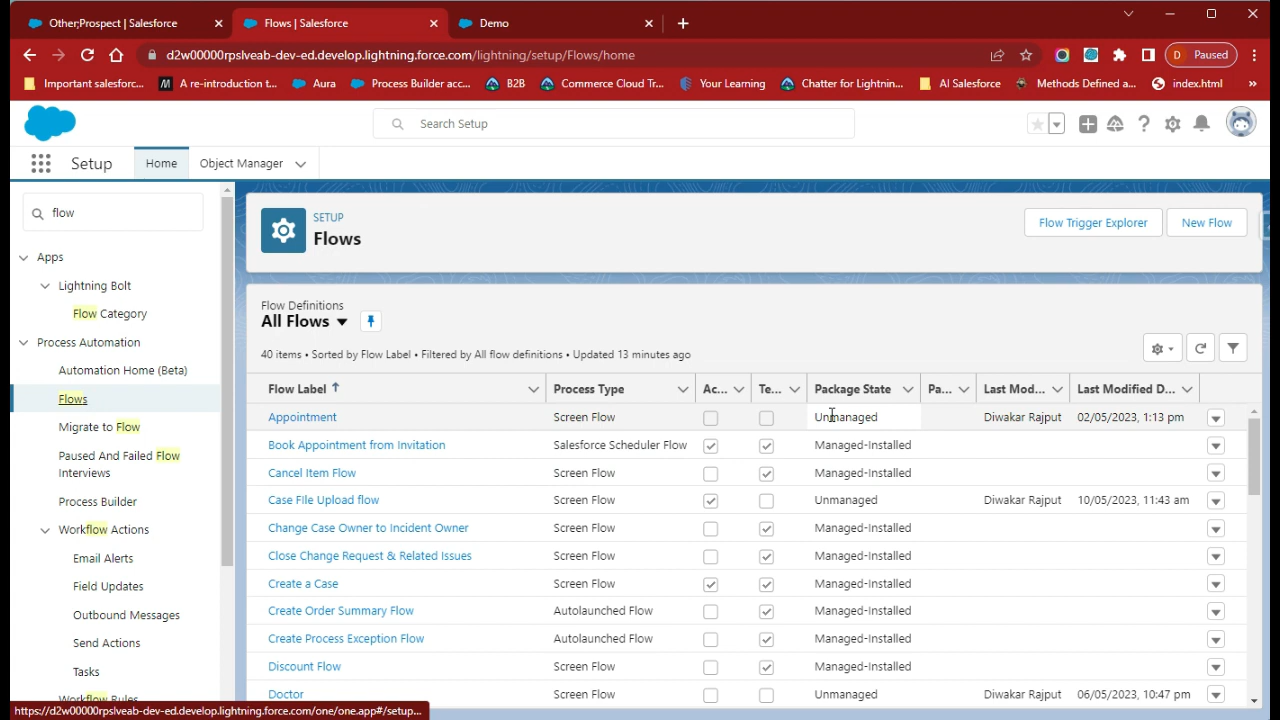 Other;Prospect | Salesforce
Flows | Salesforce
Demo
d2w00000rpslveab-dev-ed.develop.lightning.force.com/lightning/setup/Flows/home
D Paused
Important salesforc...
A re-introduction t...
Aura
Process Builder acc...
B2B
Commerce Cloud Tr...
Your Learning
Chatter for Lightnin...
AI Salesforce
Methods Defined a...
index.html
Search Setup
Setup
Home
Object Manager
flow
Apps
Lightning Bolt
Flow Category
Process Automation
Automation Home (Beta)
Flows
Migrate to Flow
Paused And Failed Flow
Interviews
Process Builder
Workflow Actions
Email Alerts
Field Updates
Outbound Messages
Send Actions
Tasks
Workflow Rules
SETUP
Flows
Flow Trigger Explorer
New Flow
Flow Definitions
All Flows
40 items • Sorted by Flow Label • Filtered by All flow definitions • Updated 13 minutes ago
Flow Label Process Type Ac... Te... Package State Pa... Last Mod... Last Modified D...
Appointment Screen Flow Unmanaged Diwakar Rajput 02/05/2023, 1:13 pm
Book Appointment from Invitation Salesforce Scheduler Flow Managed-Installed
Cancel Item Flow Screen Flow Managed-Installed
Case FIle Upload flow Screen Flow Unmanaged Diwakar Rajput 10/05/2023, 11:43 am
Change Case Owner to Incident Owner Screen Flow Managed-Installed
Close Change Request & Related Issues Screen Flow Managed-Installed
Create a Case Screen Flow Managed-Installed
Create Order Summary Flow Autolaunched Flow Managed-Installed
Create Process Exception Flow Autolaunched Flow Managed-Installed
Discount Flow Screen Flow Managed-Installed
Doctor Screen Flow Unmanaged Diwakar Rajput 06/05/2023, 10:47 pm
https://d2w00000rpslveab-dev-ed.develop.lightning.force.com/one/one.app#/setup...